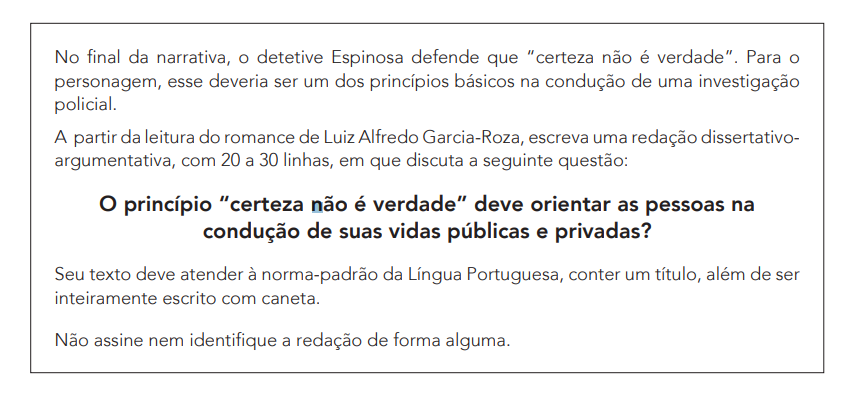 No final da narrativa, o detetive Espinosa defende que “certeza não é verdade”. Para o
personagem, esse deveria ser um dos princípios básicos na condução de uma investigação
policial.
A partir da leitura do romance de Luiz Alfredo Garcia-Roza, escreva uma redação dissertativo-
argumentativa, com 20 a 30 linhas, em que discuta a seguinte questão:
O princípio “certeza não é verdade” deve orientar as pessoas na
condução de suas vidas públicas e privadas?
Seu texto deve atender à norma-padrão da Língua Portuguesa, conter um título, além de ser
inteiramente escrito com caneta.
Não assine nem identifique a redação de forma alguma.